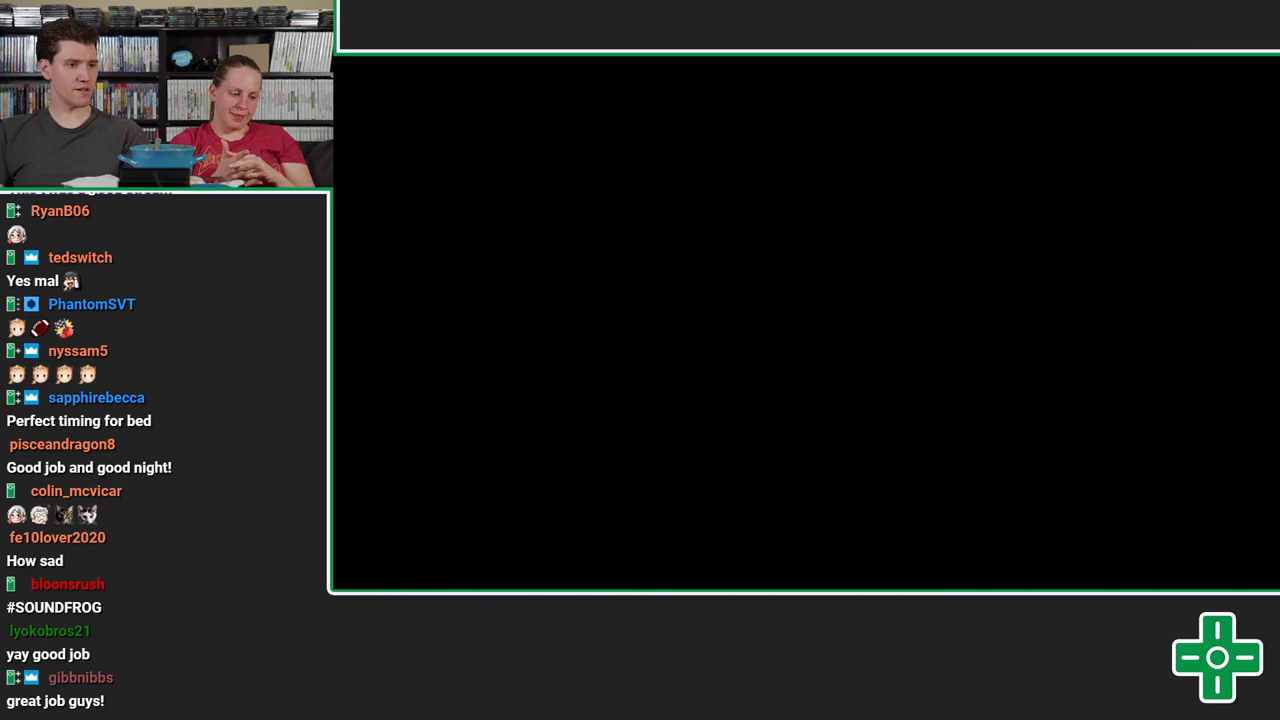 RyanB06
tedswitch
Yes mal
PhantomSVT
nyssam5
sapphirebecca
Perfect timing for bed
pisceandragon8
Good job and good night!
colin_mcvicar
fe10lover2020
How sad
bloonsrush
#SOUNDFROG
lyokobros21
yay good job
gibbnibbs
great job guys!